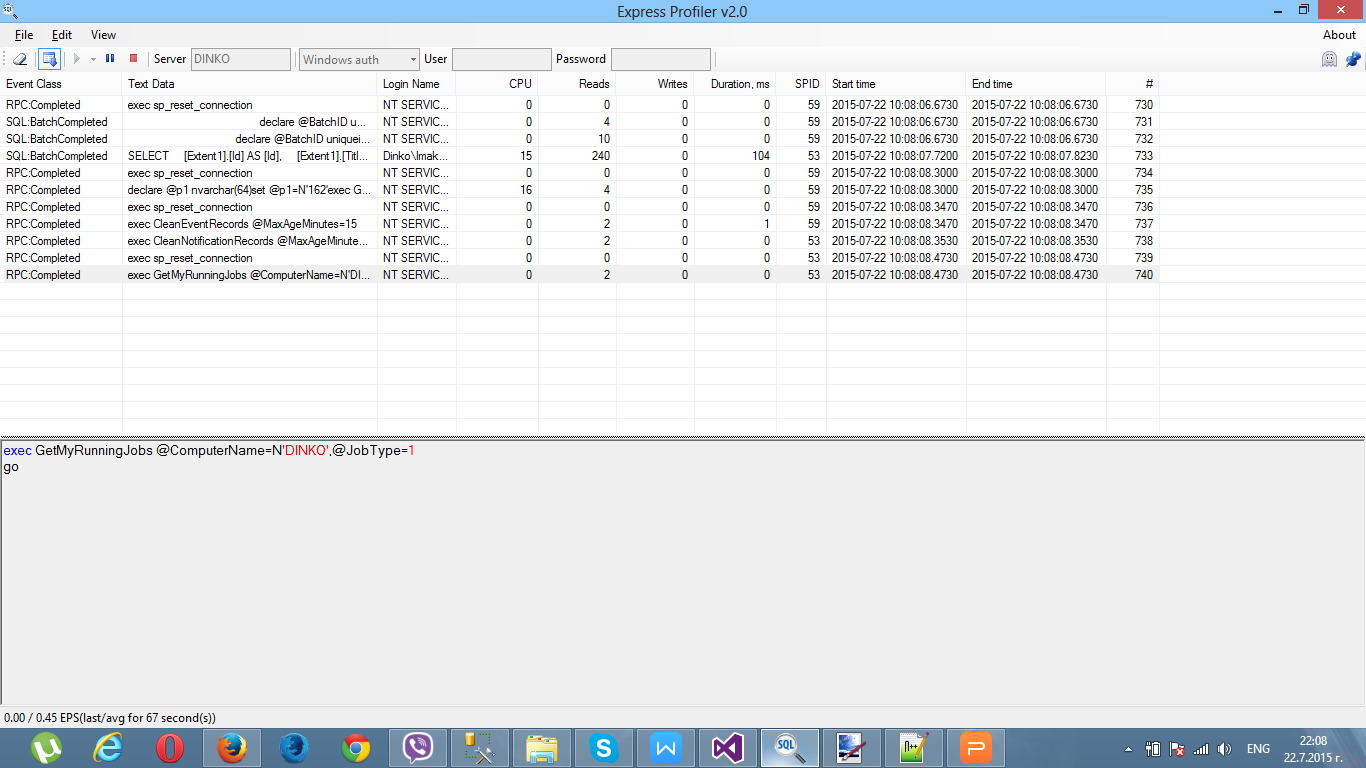 Express Profiler v2.0
File Edit View About
Server DINKO Windows auth User Password
Event Class Text Data Login Name CPU Reads Writes Duration, ms SPID Start time End time #
RPC:Completed exec sp_reset_connection NT SERVIC... 0 0 0 0 59 2015-07-22 10:08:06.6730 2015-07-22 10:08:06.6730 730
SQL:BatchCompleted declare @BatchID u... NT SERVIC... 0 4 0 0 59 2015-07-22 10:08:06.6730 2015-07-22 10:08:06.6730 731
SQL:BatchCompleted declare @BatchID uniquei... NT SERVIC... 0 10 0 0 59 2015-07-22 10:08:06.6730 2015-07-22 10:08:06.6730 732
SQL:BatchCompleted SELECT [Extent1].[Id] AS [Id], [Extent1].[Titl... Dinko\Imak... 15 240 0 104 53 2015-07-22 10:08:07.7200 2015-07-22 10:08:07.8230 733
RPC:Completed exec sp_reset_connection NT SERVIC... 0 0 0 0 59 2015-07-22 10:08:08.3000 2015-07-22 10:08:08.3000 734
RPC:Completed declare @p1 nvarchar(64)set @p1=N'162'exec G... NT SERVIC... 16 4 0 0 59 2015-07-22 10:08:08.3000 2015-07-22 10:08:08.3000 735
RPC:Completed exec sp_reset_connection NT SERVIC... 0 0 0 0 59 2015-07-22 10:08:08.3470 2015-07-22 10:08:08.3470 736
RPC:Completed exec CleanEventRecords @MaxAgeMinutes=15 NT SERVIC... 0 2 0 1 59 2015-07-22 10:08:08.3470 2015-07-22 10:08:08.3470 737
RPC:Completed exec CleanNotificationRecords @MaxAgeMinute... NT SERVIC... 0 2 0 0 53 2015-07-22 10:08:08.3530 2015-07-22 10:08:08.3530 738
RPC:Completed exec sp_reset_connection NT SERVIC... 0 0 0 0 53 2015-07-22 10:08:08.4730 2015-07-22 10:08:08.4730 739
RPC:Completed exec GetMyRunningJobs @ComputerName=N'DI... NT SERVIC... 0 2 0 0 53 2015-07-22 10:08:08.4730 2015-07-22 10:08:08.4730 740
exec GetMyRunningJobs @ComputerName=N'DINKO',@JobType=1
go
0.00 / 0.45 EPS(last/avg for 67 second(s))
SQL
ЕНГ
22:08
22.7.2015 г.